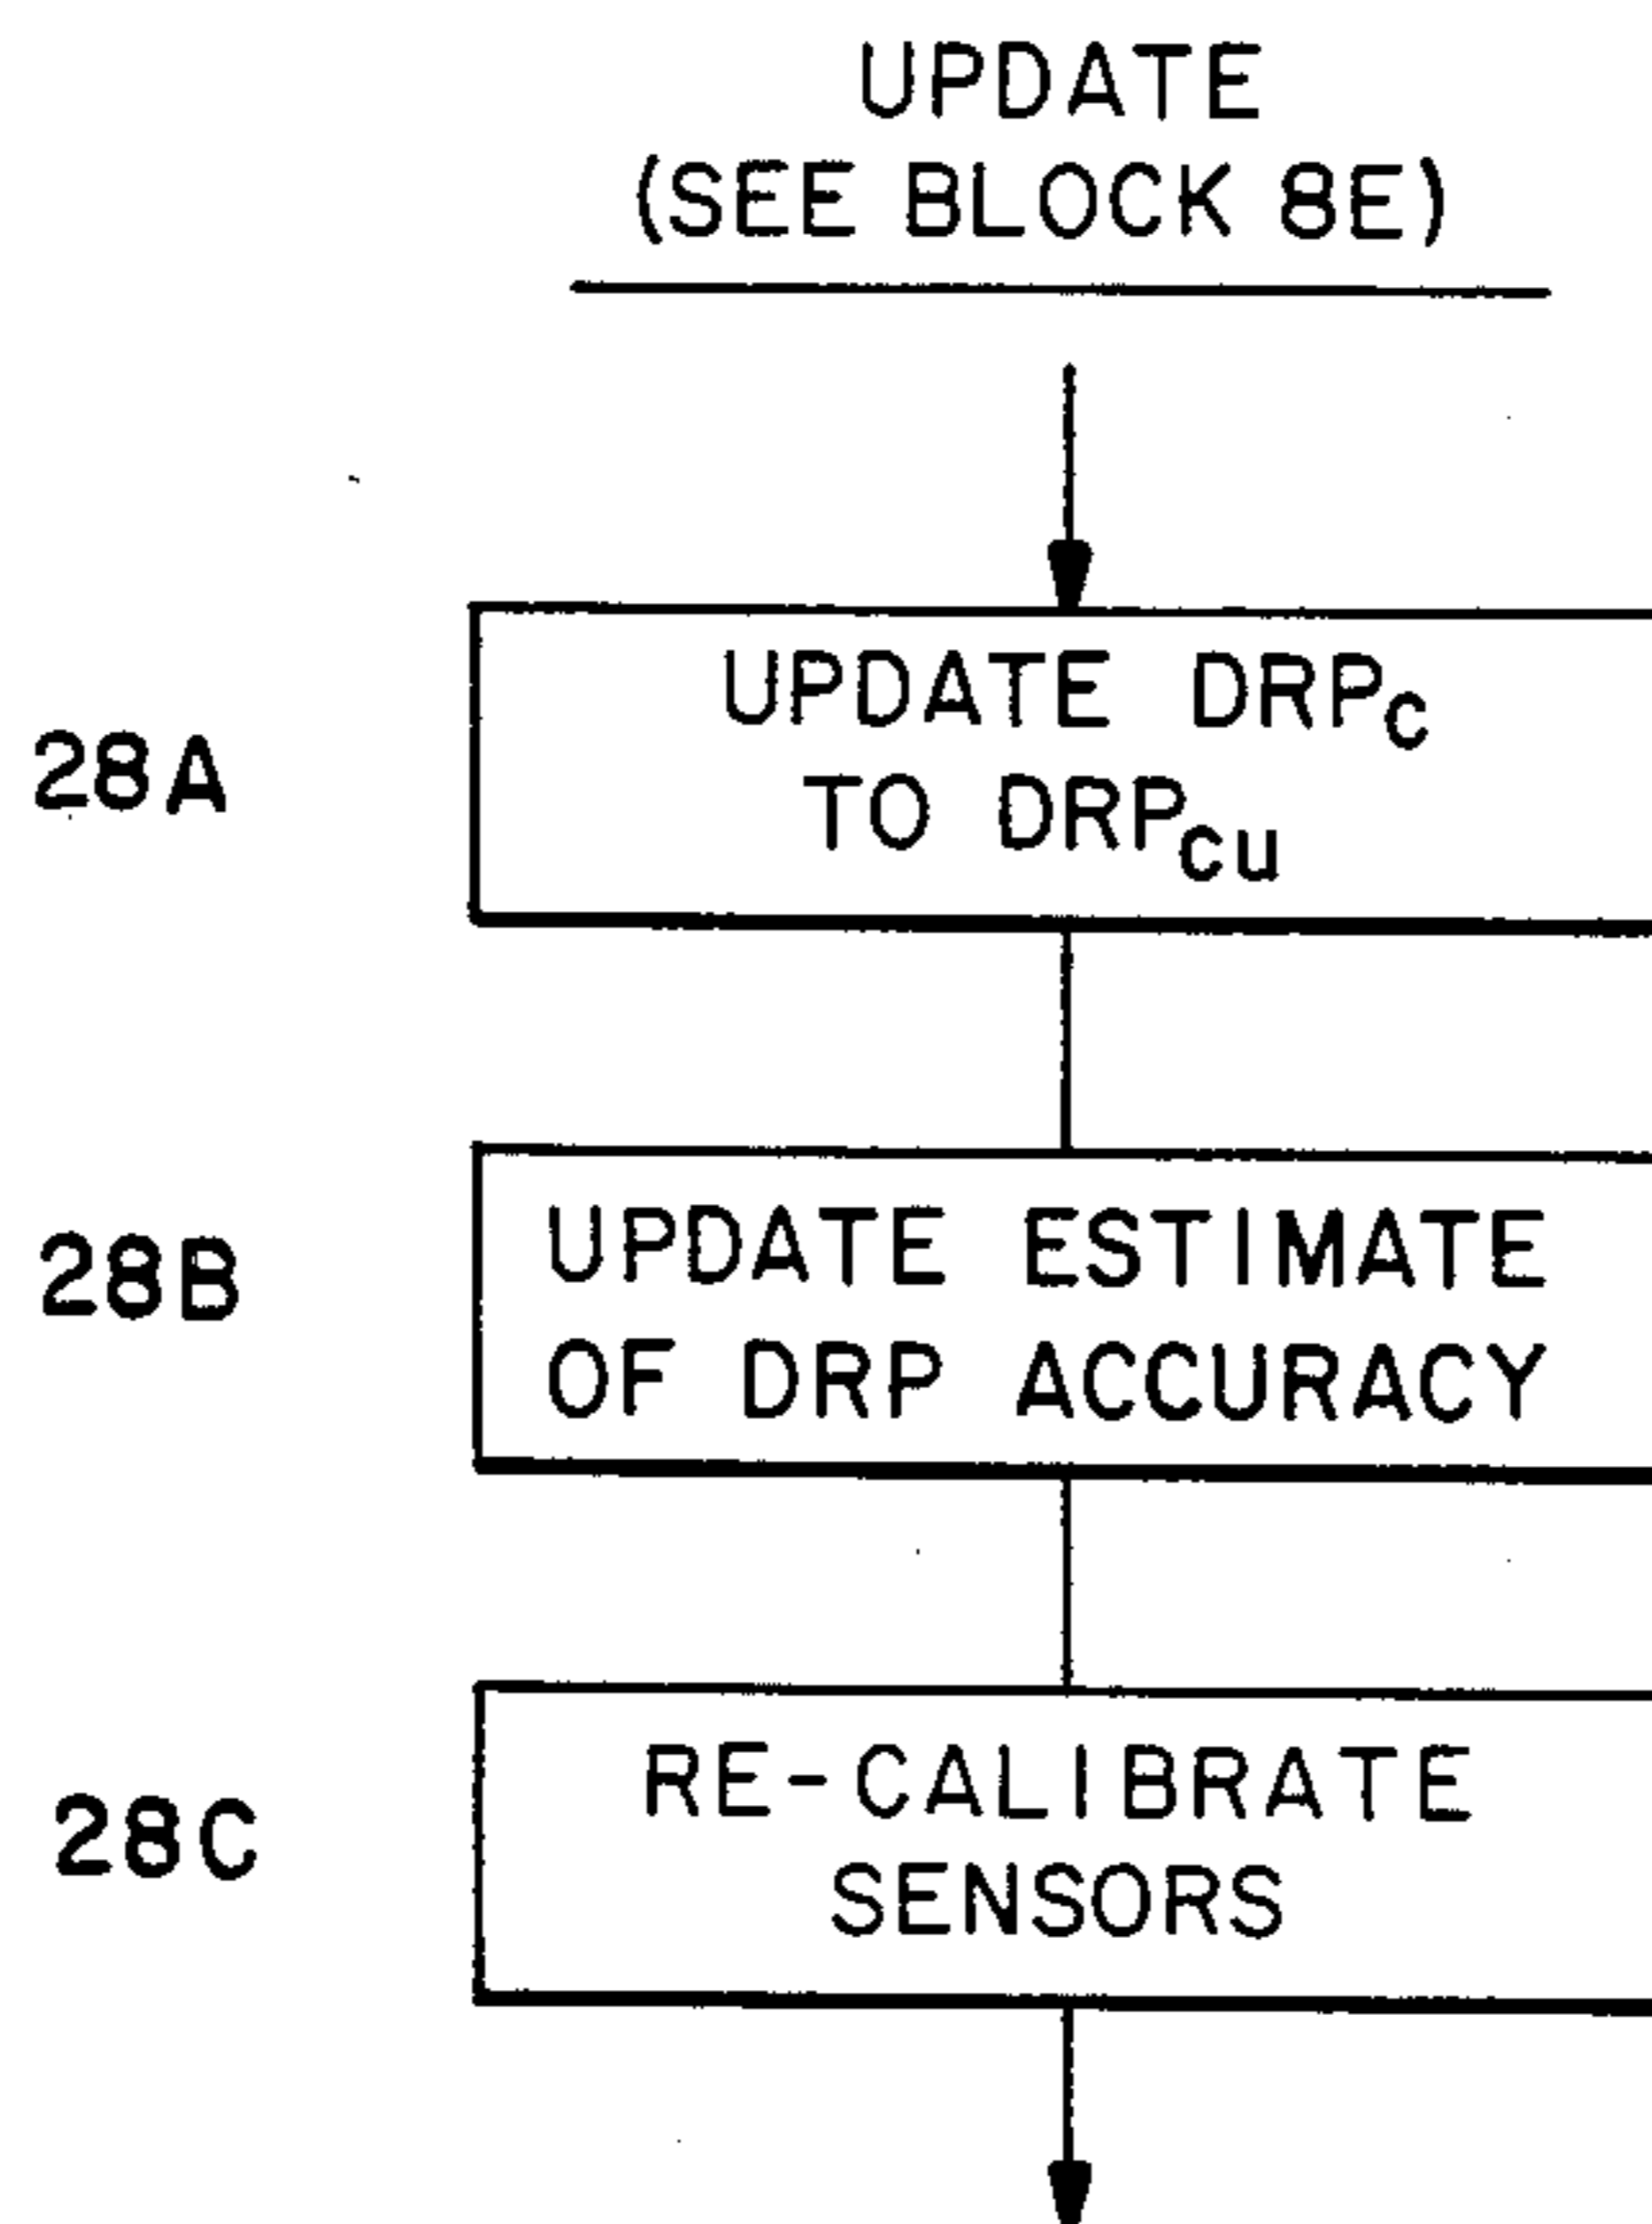 UPDATE
(SEE BLOCK 8E)
28A
UPDATE DRPc
TO DRPcu
28B
UPDATE ESTIMATE
OF DRP ACCURACY
28C
RE-CALIBRATE
SENSORS